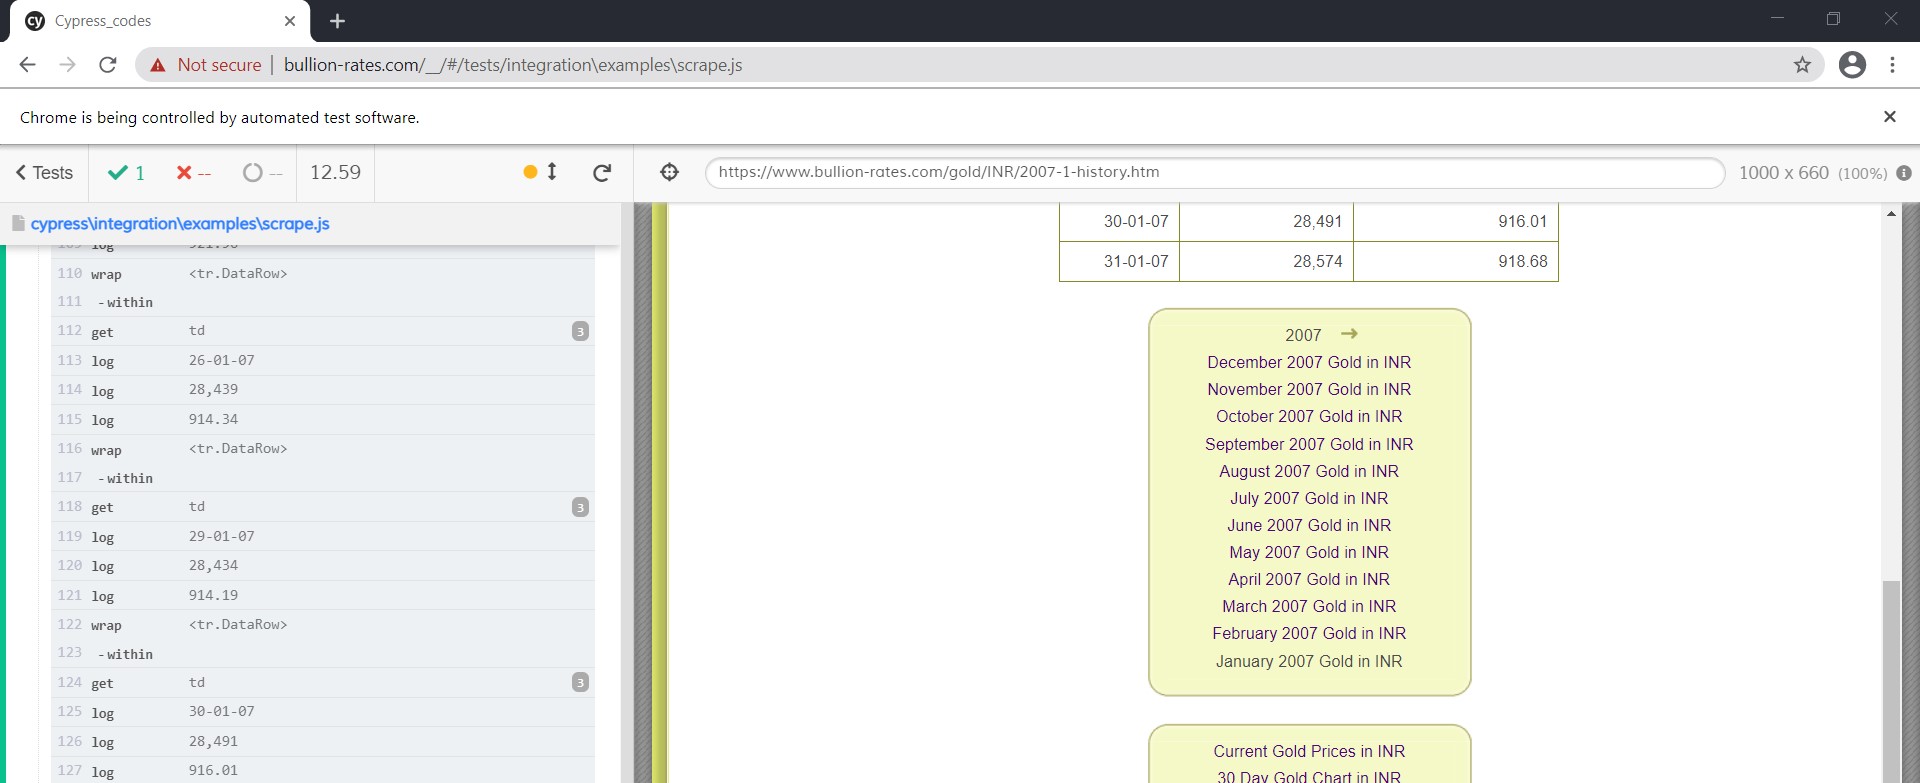 Cypress_codes
Not secure | bullion-rates.com/__/#/tests/integration\examples\scrape.js
Chrome is being controlled by automated test software.
Tests 1 -- -- 12.59
https://www.bullion-rates.com/gold/INR/2007-1-history.htm
1000 x 660 (100%)
cypress\integration\examples\scrape.js
109 log 921.96
110 wrap <tr.DataRow>
111 -within
112 get td 3
113 log 26-01-07
114 log 28,439
115 log 914.34
116 wrap <tr.DataRow>
117 -within
118 get td 3
119 log 29-01-07
120 log 28,434
121 log 914.19
122 wrap <tr.DataRow>
123 -within
124 get td 3
125 log 30-01-07
126 log 28,491
127 log 916.01
30-01-07 28,491 916.01
31-01-07 28,574 918.68
2007 →
December 2007 Gold in INR
November 2007 Gold in INR
October 2007 Gold in INR
September 2007 Gold in INR
August 2007 Gold in INR
July 2007 Gold in INR
June 2007 Gold in INR
May 2007 Gold in INR
April 2007 Gold in INR
March 2007 Gold in INR
February 2007 Gold in INR
January 2007 Gold in INR
Current Gold Prices in INR
30 Day Gold Chart in INR